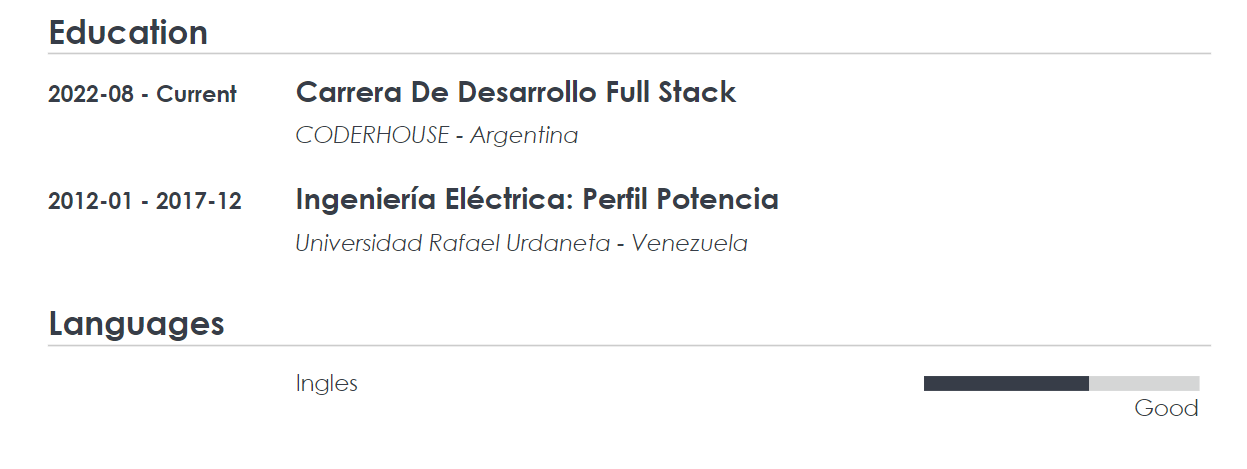 Education
2022-08 - Current Carrera De Desarrollo Full Stack
CODERHOUSE - Argentina
2012-01 - 2017-12 Ingeniería Eléctrica: Perfil Potencia
Universidad Rafael Urdaneta - Venezuela
Languages
Ingles
Good